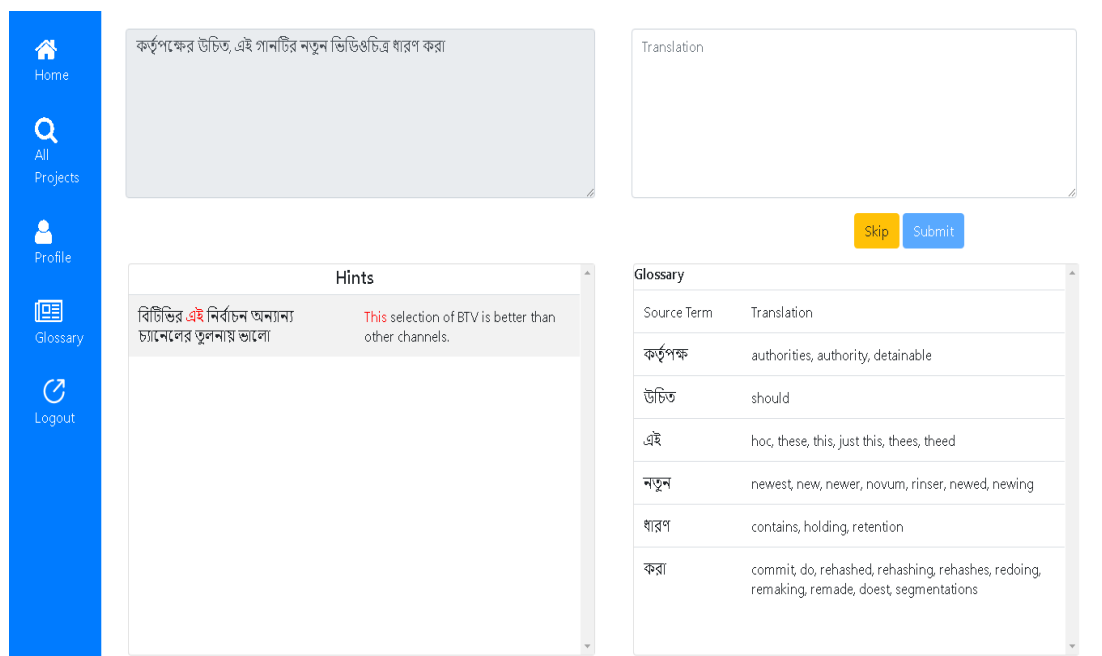 Home
All
Projects
Profile
Glossary
Logout
কর্তৃপক্ষের উচিত, এই গানটির নতুন ভিডিওচিত্র ধারণ করা
Translation
Skip
Submit
Hints
বিটিভির এই নির্বাচন অন্যান্য
চ্যানেলের তুলনায় ভালো
This selection of BTV is better than
other channels.
Glossary
Source Term Translation
কর্তৃপক্ষ authorities, authority, detainable
উচিত should
এই hoc, these, this, just this, thees, theed
নতুন newest, new, newer, novum, rinser, newed, newing
ধারণ contains, holding, retention
করা commit, do, rehashed, rehashing, rehashes, redoing,
remaking, remade, doest, segmentations